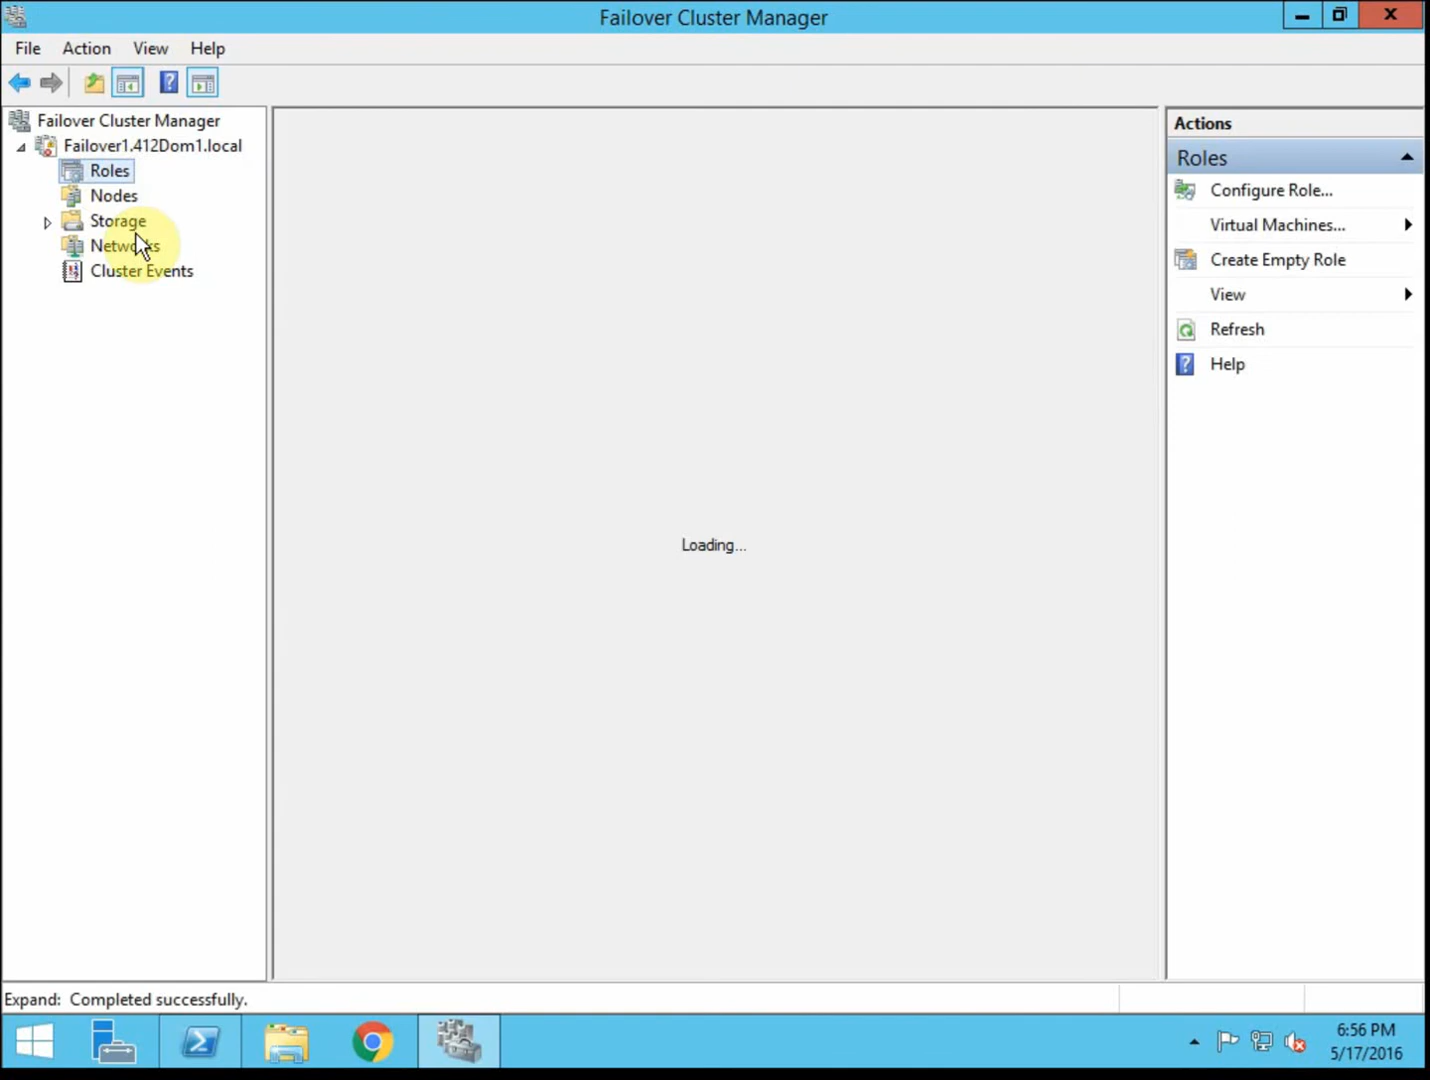 Failover Cluster Manager
File Action View Help
Failover Cluster Manager
Failover1.412Dom1.local
Roles
Nodes
Storage
Networks
Cluster Events
Loading...
Actions
Roles
Configure Role...
Virtual Machines...
Create Empty Role
View
Refresh
Help
Expand: Completed successfully.
6:56 PM
5/17/2016